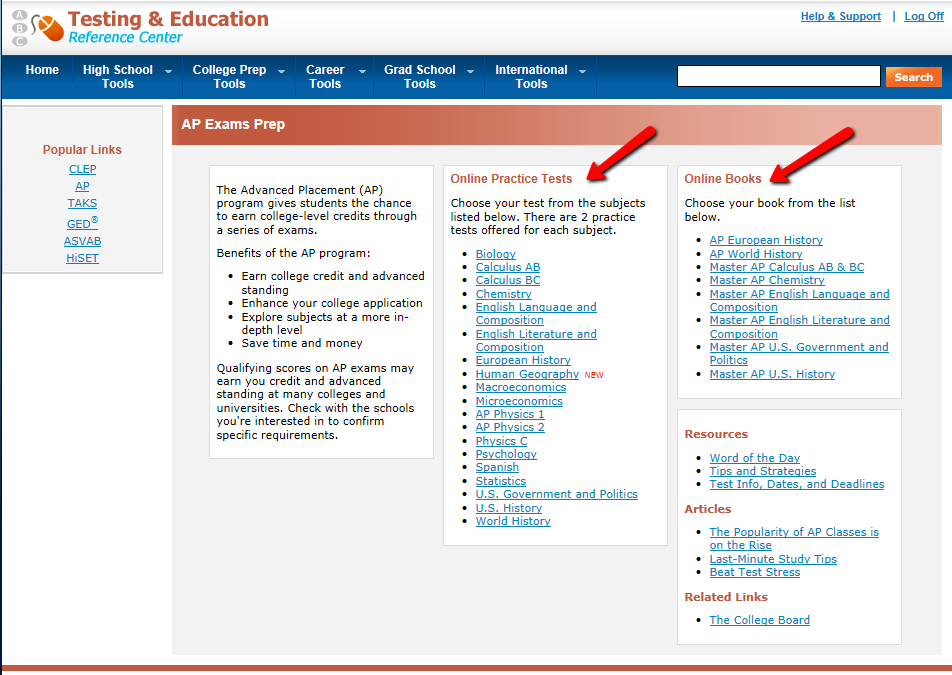 A
B
C
Testing & Education
Reference Center
Help & Support | Log Off
Home
High School
Tools
College Prep
Tools
Career
Tools
Grad School
Tools
International
Tools
Search
Popular Links
CLEP
AP
TAKS
GED®
ASVAB
HiSET
AP Exams Prep
The Advanced Placement (AP)
program gives students the chance
to earn college-level credits through
a series of exams.
Benefits of the AP program:
• Earn college credit and advanced
standing
• Enhance your college application
• Explore subjects at a more in-
depth level
• Save time and money
Qualifying scores on AP exams may
earn you credit and advanced
standing at many colleges and
universities. Check with the schools
you're interested in to confirm
specific requirements.
Online Practice Tests
Choose your test from the subjects
listed below. There are 2 practice
tests offered for each subject.
• Biology
• Calculus AB
• Calculus BC
• Chemistry
• English Language and
Composition
• English Literature and
Composition
• European History
• Human Geography NEW
• Macroeconomics
• Microeconomics
• AP Physics 1
• AP Physics 2
• Physics C
• Psychology
• Spanish
• Statistics
• U.S. Government and Politics
• U.S. History
• World History
Online Books
Choose your book from the list
below.
• AP European History
• AP World History
• Master AP Calculus AB & BC
• Master AP Chemistry
• Master AP English Language and
Composition
• Master AP English Literature and
Composition
• Master AP U.S. Government and
Politics
• Master AP U.S. History
Resources
• Word of the Day
• Tips and Strategies
• Test Info, Dates, and Deadlines
Articles
• The Popularity of AP Classes is
on the Rise
• Last-Minute Study Tips
• Beat Test Stress
Related Links
• The College Board